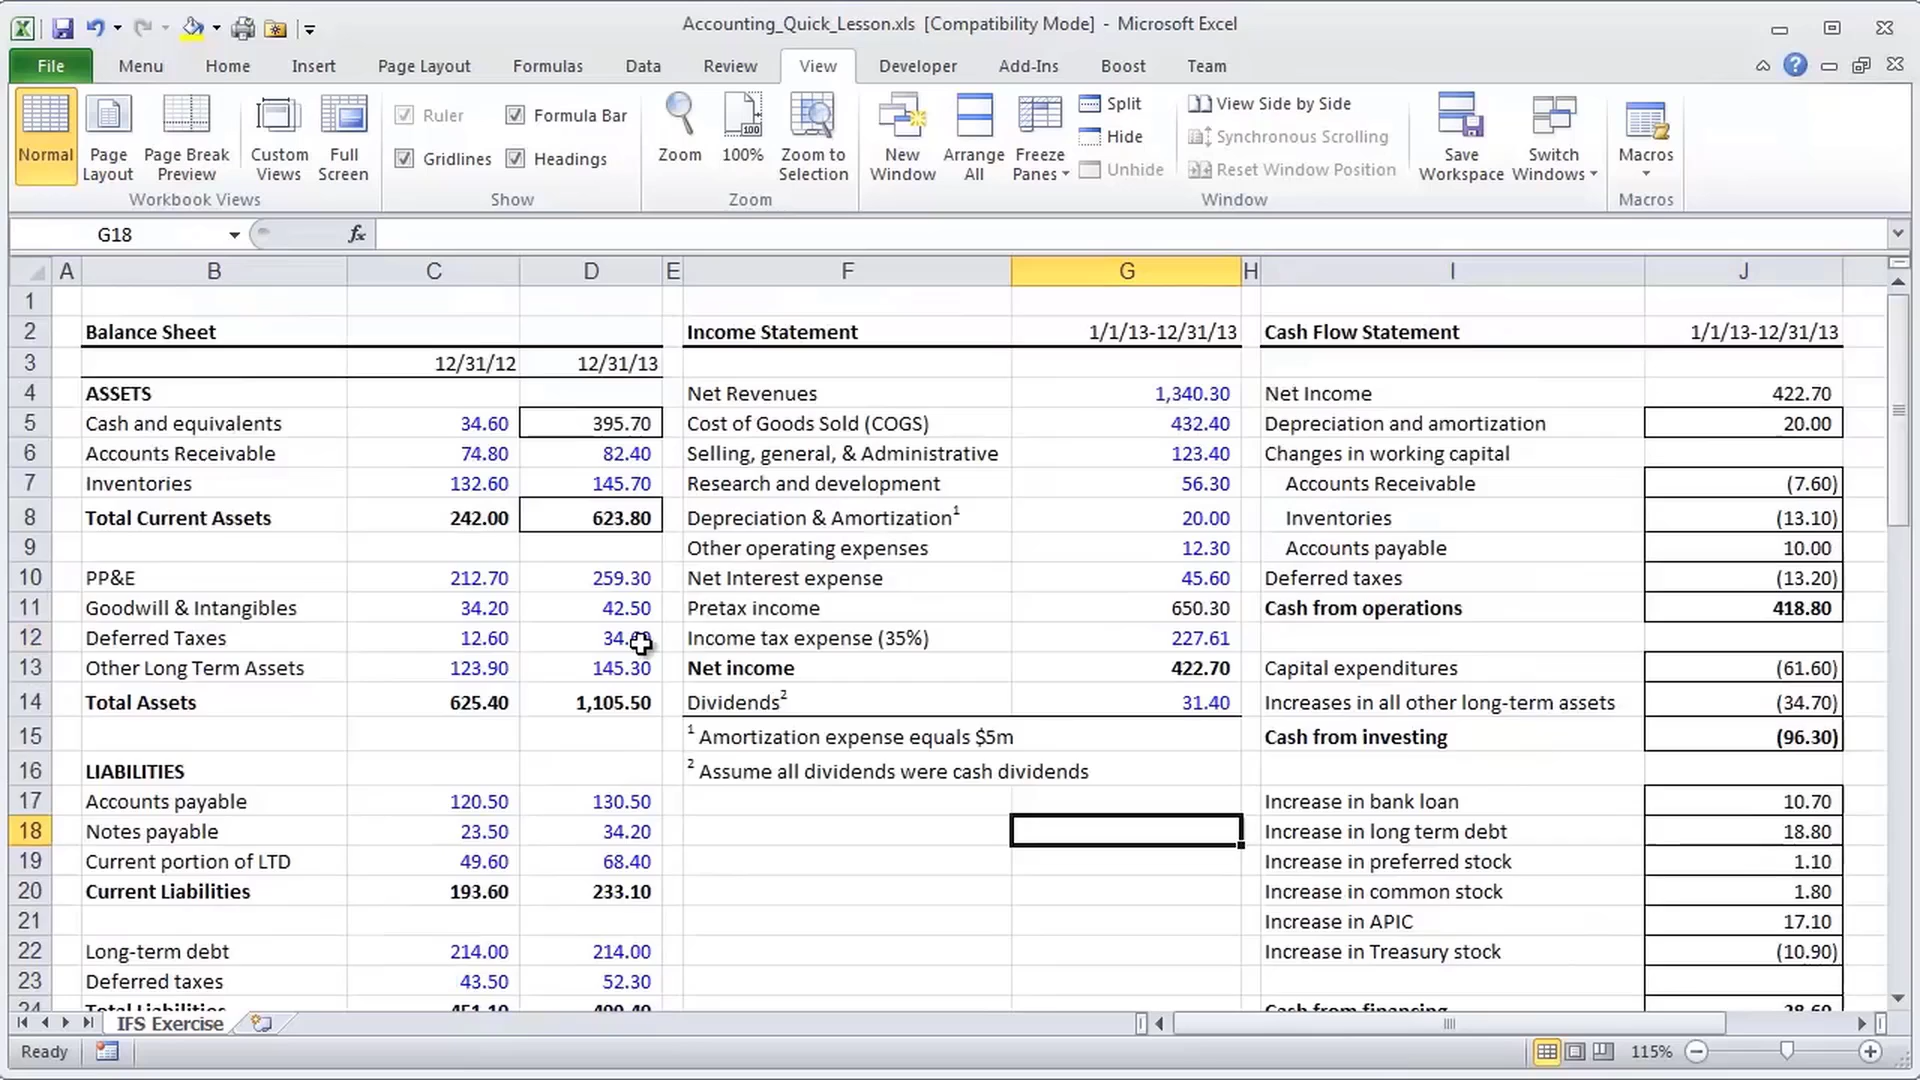 Accounting_Quick_Lesson.xls [Compatibility Mode] - Microsoft Excel
File Menu Home Insert Page Layout Formulas Data Review View Developer Add-Ins Boost Team
Normal Page Layout Page Break Preview Custom Views Full Screen
Workbook Views
Ruler Formula Bar
Gridlines Headings
Show
Zoom 100% Zoom to Selection
Zoom
New Window Arrange All Freeze Panes
Split
Hide
Unhide
View Side by Side
Synchronous Scrolling
Reset Window Position
Save Workspace Switch Windows
Window
Macros
Macros
G18 fx
A B C D E F G H I J
1
2 Balance Sheet Income Statement 1/1/13-12/31/13 Cash Flow Statement 1/1/13-12/31/13
3 12/31/12 12/31/13
4 ASSETS Net Revenues 1,340.30 Net Income 422.70
5 Cash and equivalents 34.60 395.70 Cost of Goods Sold (COGS) 432.40 Depreciation and amortization 20.00
6 Accounts Receivable 74.80 82.40 Selling, general, & Administrative 123.40 Changes in working capital
7 Inventories 132.60 145.70 Research and development 56.30 Accounts Receivable (7.60)
8 Total Current Assets 242.00 623.80 Depreciation & Amortization1 20.00 Inventories (13.10)
9 Other operating expenses 12.30 Accounts payable 10.00
10 PP&E 212.70 259.30 Net Interest expense 45.60 Deferred taxes (13.20)
11 Goodwill & Intangibles 34.20 42.50 Pretax income 650.30 Cash from operations 418.80
12 Deferred Taxes 12.60 Income tax expense (35%) 227.61
13 Other Long Term Assets 123.90 145.30 Net income 422.70 Capital expenditures (61.60)
14 Total Assets 625.40 1,105.50 Dividends2 31.40 Increases in all other long-term assets (34.70)
15 1 Amortization expense equals $5m Cash from investing (96.30)
16 LIABILITIES 2 Assume all dividends were cash dividends
17 Accounts payable 120.50 130.50 Increase in bank loan 10.70
18 Notes payable 23.50 34.20 Increase in long term debt 18.80
19 Current portion of LTD 49.60 68.40 Increase in preferred stock 1.10
20 Current Liabilities 193.60 233.10 Increase in common stock 1.80
21 Increase in APIC 17.10
22 Long-term debt 214.00 214.00 Increase in Treasury stock (10.90)
23 Deferred taxes 43.50 52.30
24 Total Liabilities 451.10 499.40 Cash from financing 38.60
IFS Exercise
Ready 115%